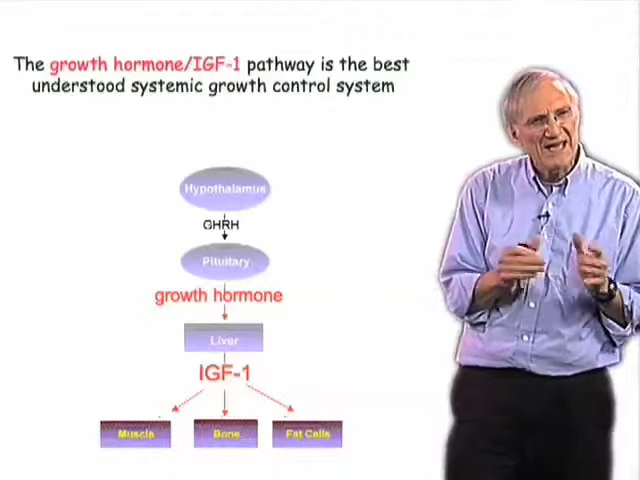 The growth hormone/IGF-1 pathway is the best
understood systemic growth control system
Hypothalamus
GHRH
Pituitary
growth hormone
Liver
IGF-1
Muscle Bone Fat Cells